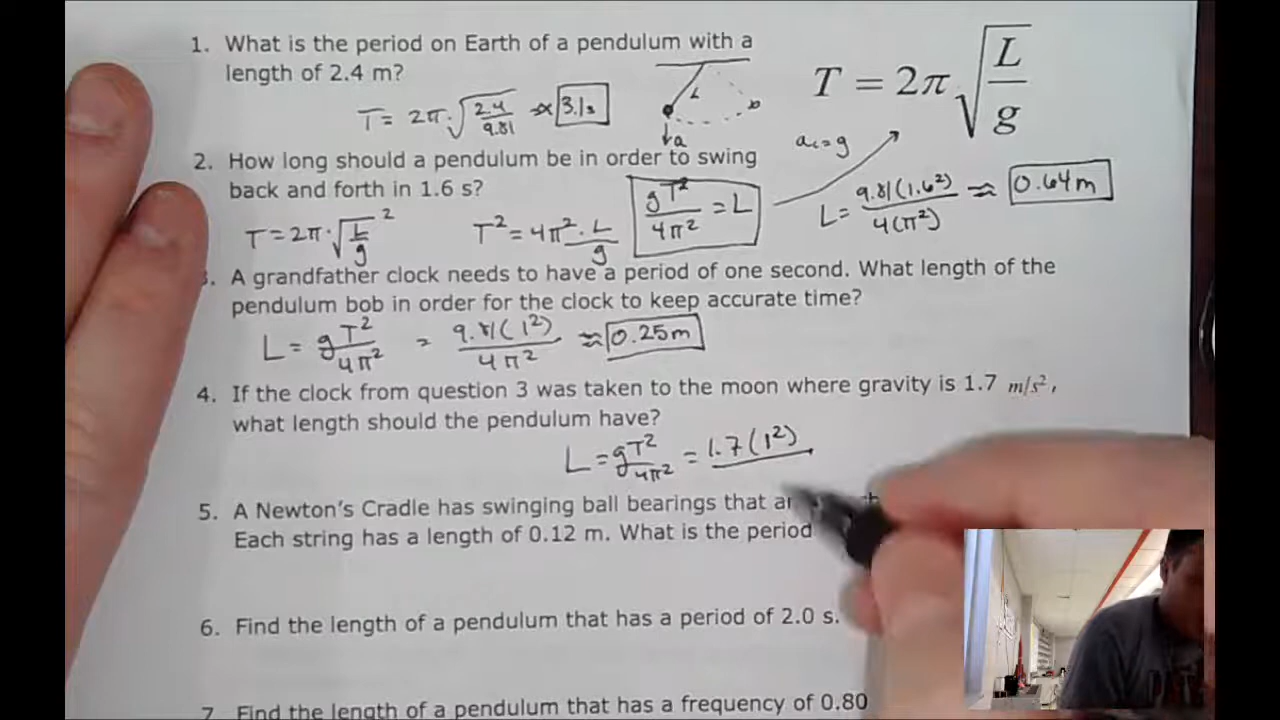 1. What is the period on Earth of a pendulum with a
length of 2.4 m?
T = 2π √(L/g)
T = 2π·√(2.4/9.81) ≈ 3.1s
L
a
a_c = g
2. How long should a pendulum be in order to swing
back and forth in 1.6 s?
T = 2π·√(L/g) ²
T² = 4π²·L/g
gT²/4π² = L
L = 9.81(1.6²)/4(π²) ≈ 0.64m
3. A grandfather clock needs to have a period of one second. What length of the
pendulum bob in order for the clock to keep accurate time?
L = gT²/4π² = 9.81(1²)/4π² ≈ 0.25m
4. If the clock from question 3 was taken to the moon where gravity is 1.7 m/s²,
what length should the pendulum have?
L = gT²/4π² = 1.7(1²)
5. A Newton's Cradle has swinging ball bearings that
Each string has a length of 0.12 m. What is the period
6. Find the length of a pendulum that has a period of 2.0 s.
7 Find the length of a pendulum that has a frequency of 0.80